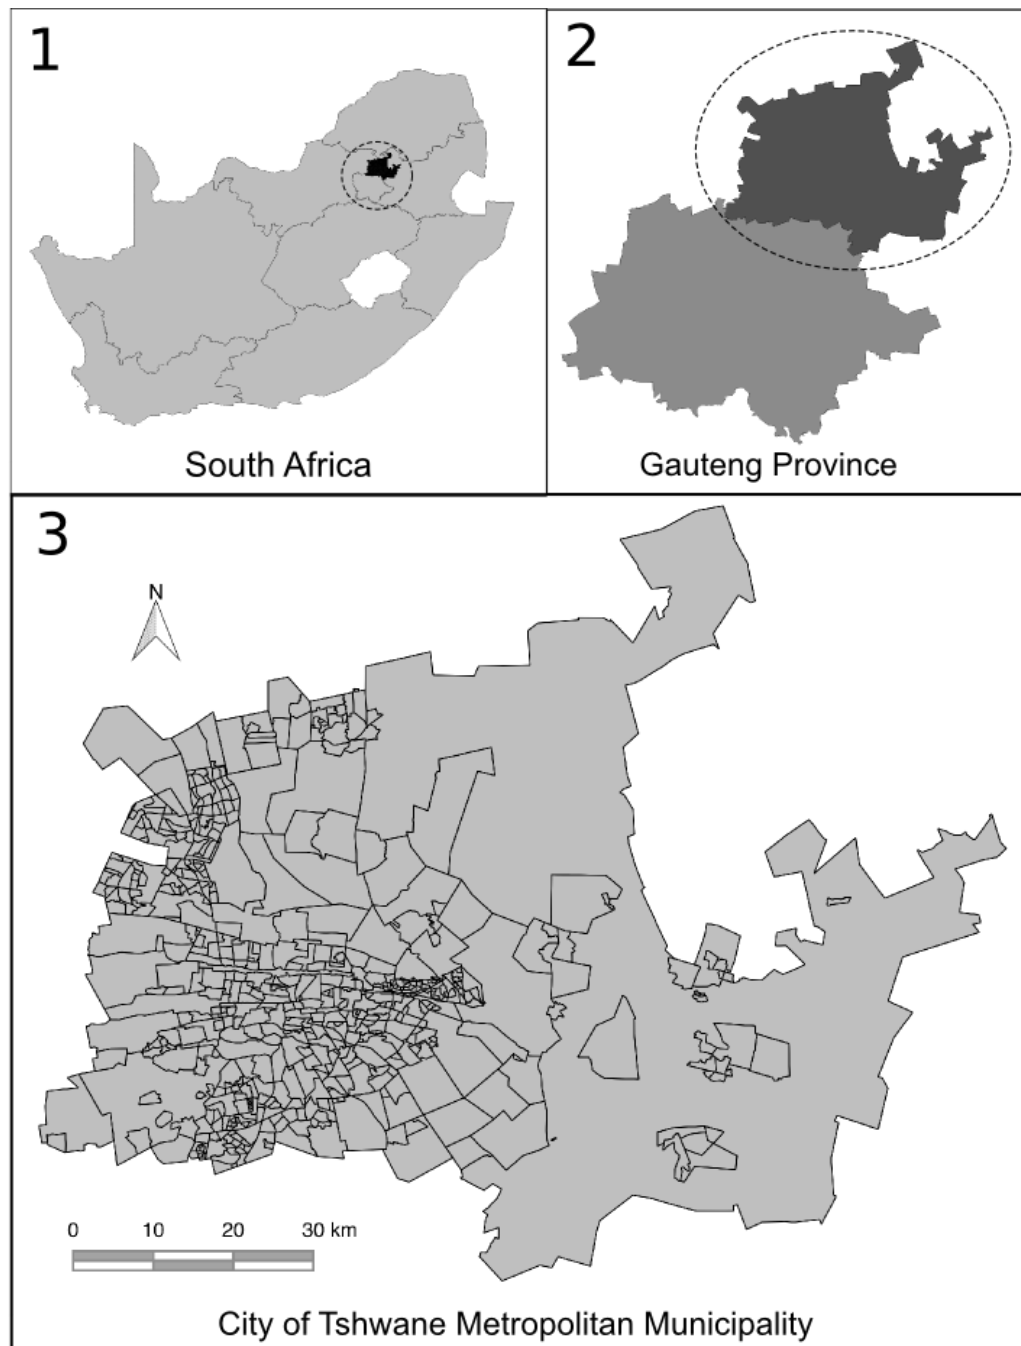 1
South Africa
2
Gauteng Province
3
N
0 10 20 30 km
City of Tshwane Metropolitan Municipality